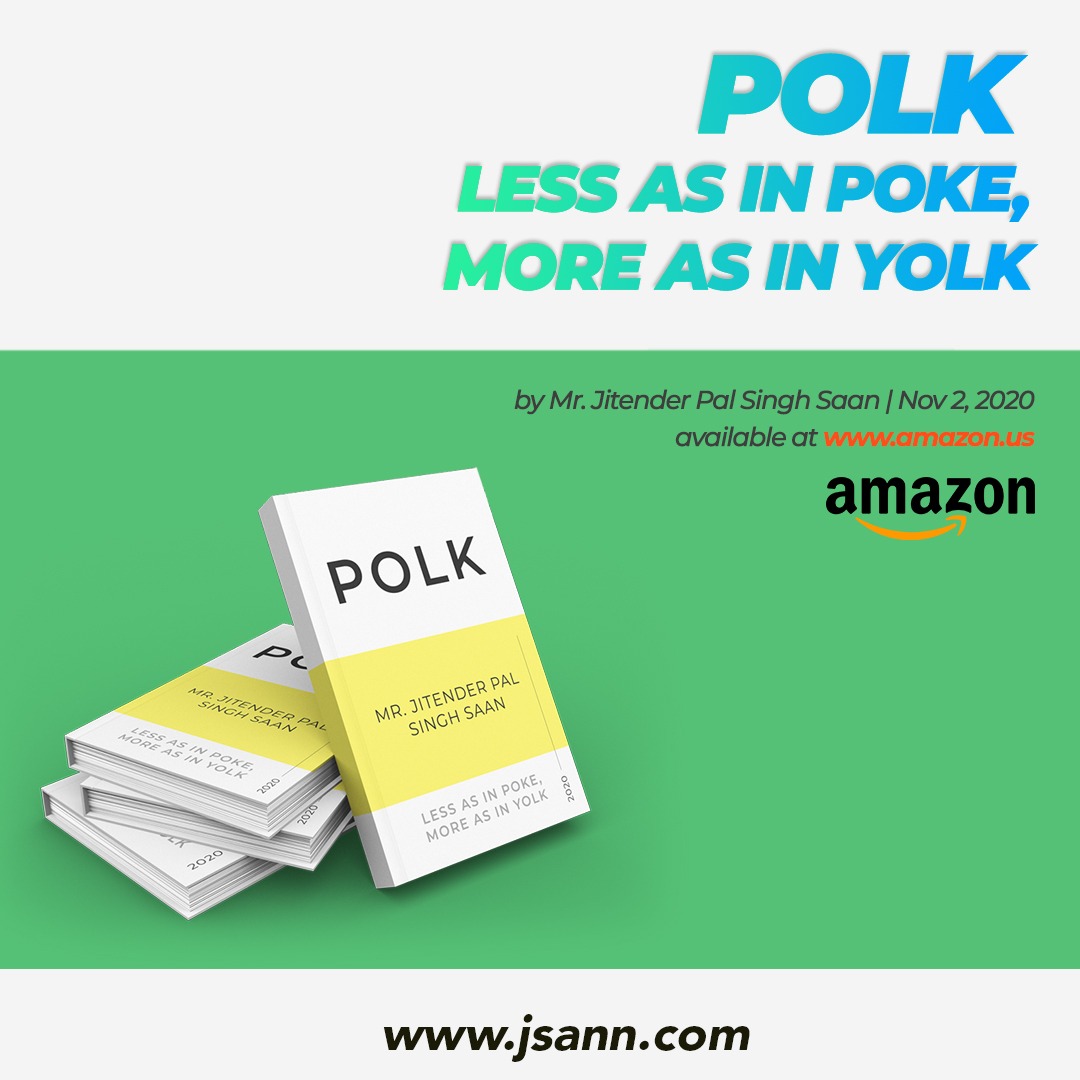 POLK
LESS AS IN POKE,
MORE AS IN YOLK
by Mr. Jitender Pal Singh Saan | Nov 2, 2020
available at www.amazon.us
amazon
POLK
MR. JITENDER PAL
SINGH SAAN
LESS AS IN POKE,
MORE AS IN YOLK
2020
PO
MR. JITENDER PAL
SINGH SAAN
LESS AS IN POKE,
MORE AS IN YOLK
2020
2020
LK
2020
www.jsann.com